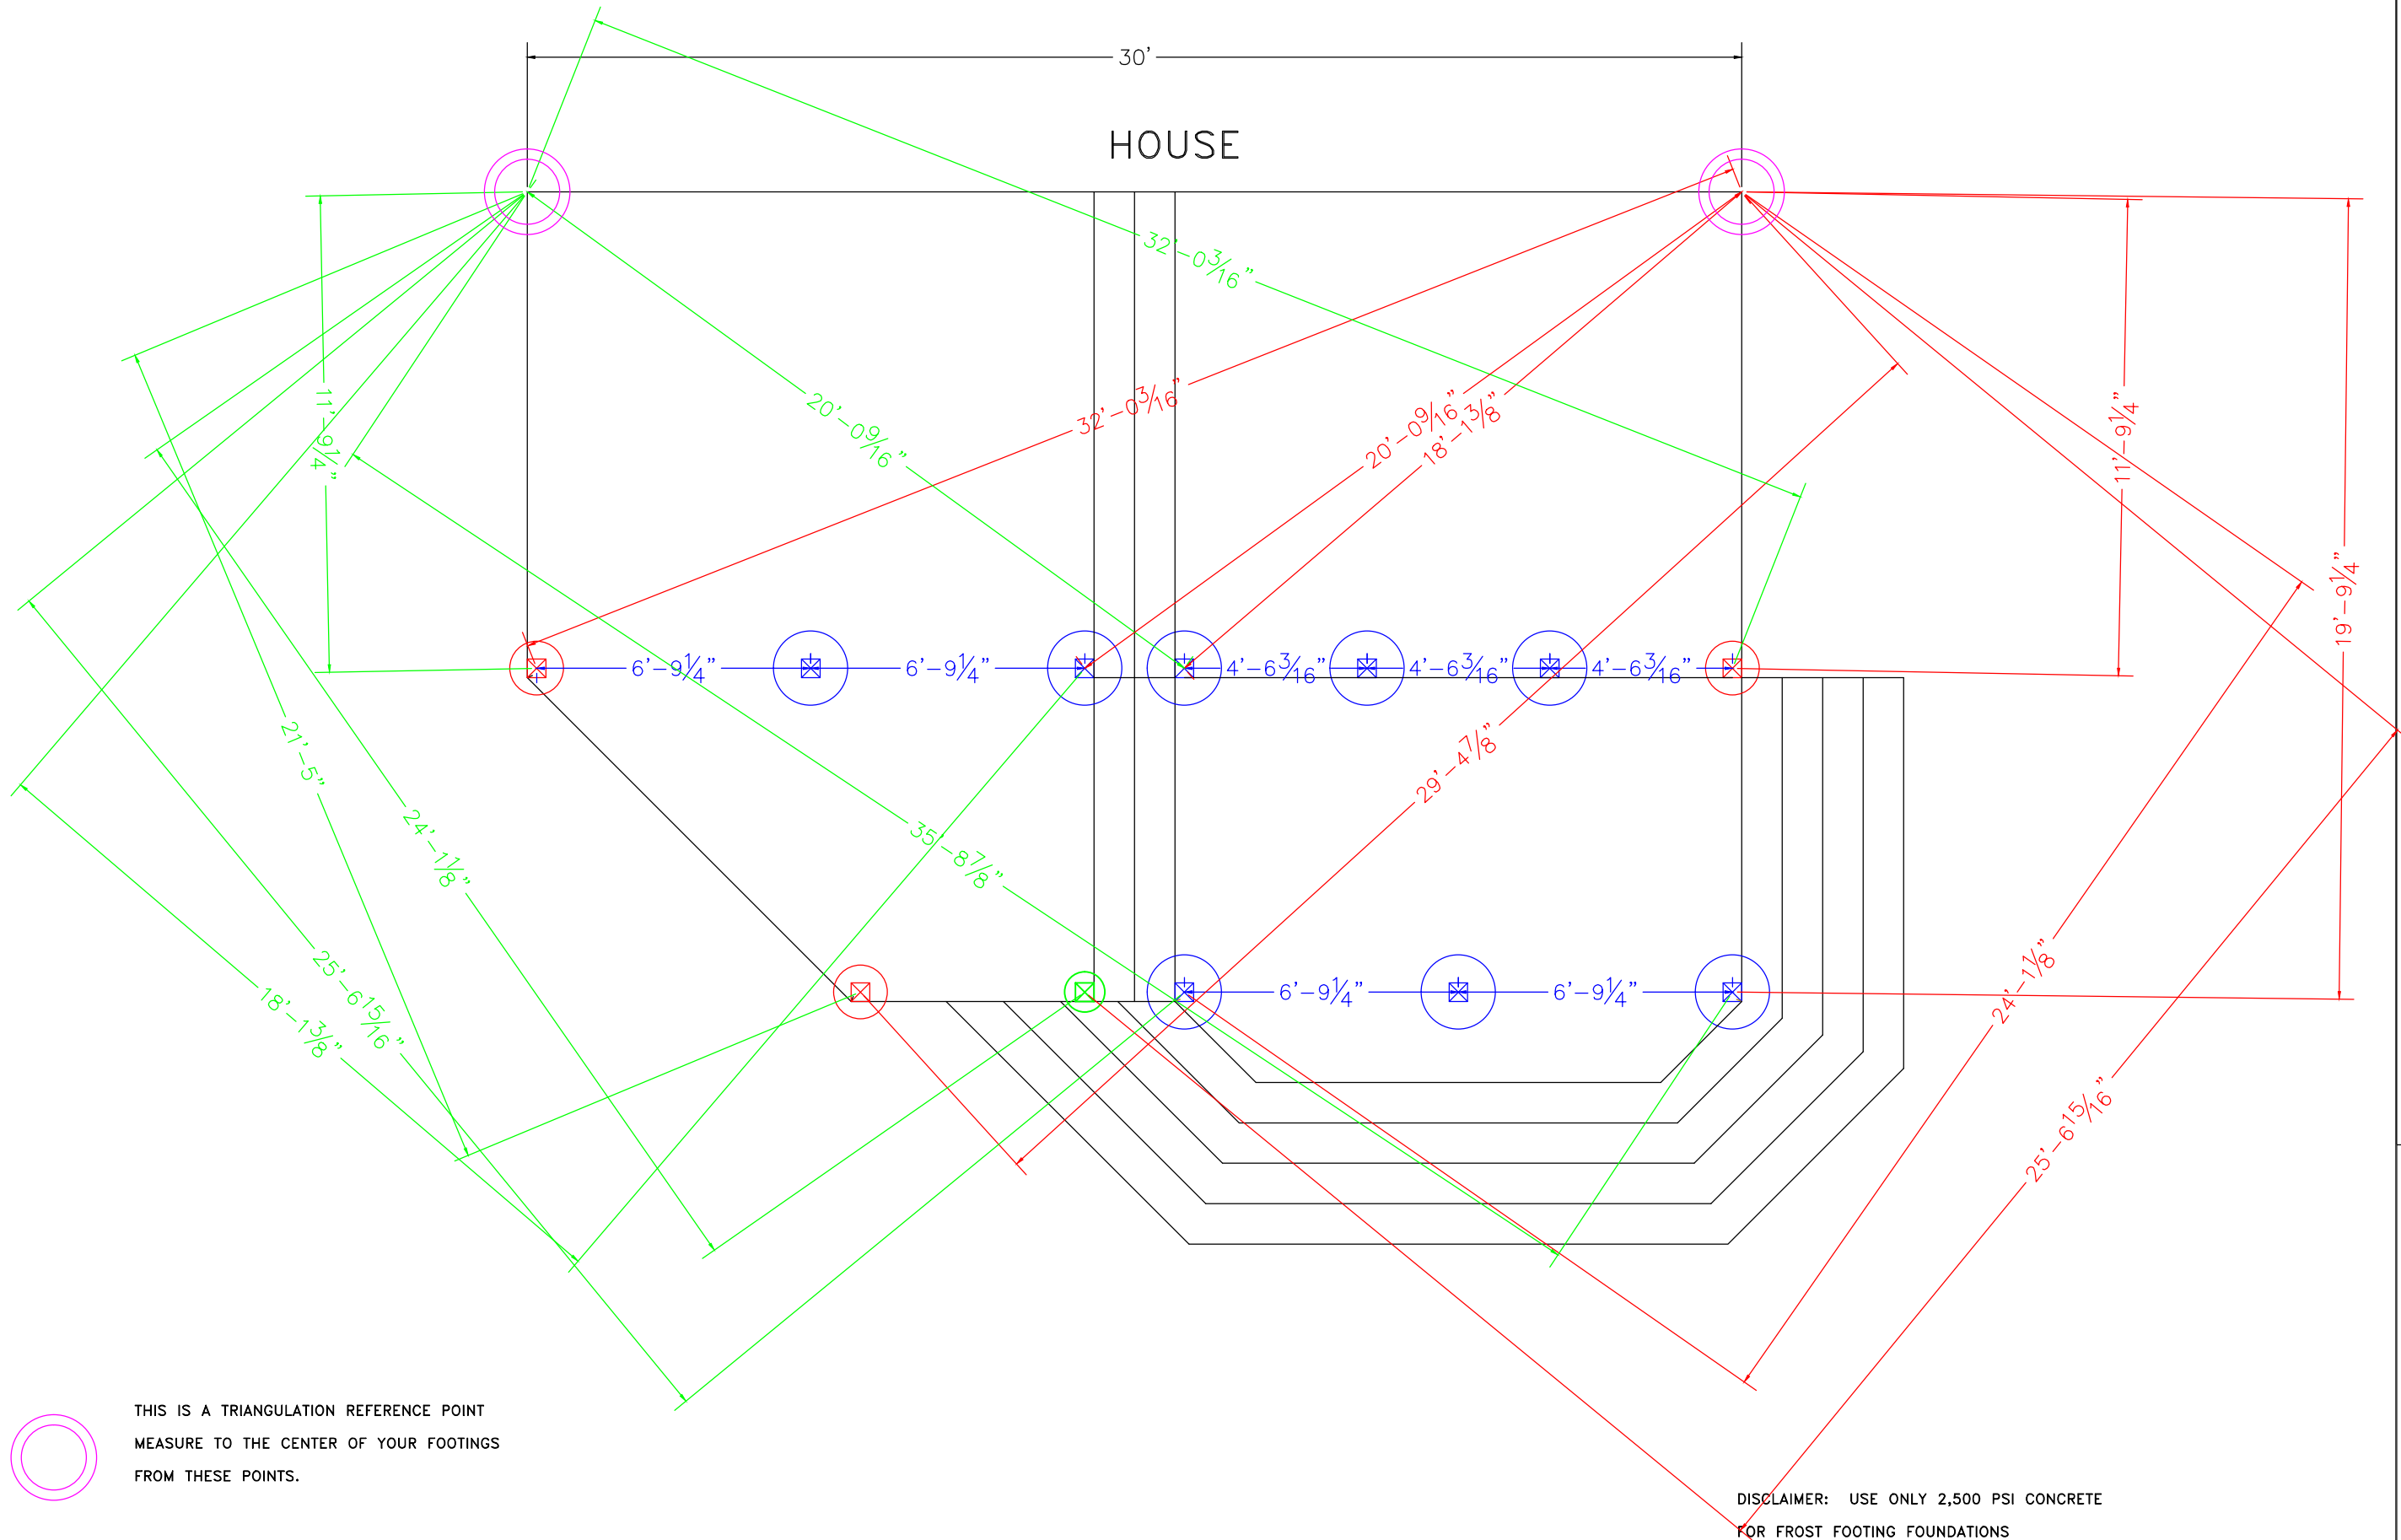 30'
HOUSE
32'-0 3/16"
32'-0 3/16"
20'-0 9/16"
20'-0 9/16"
18'-1 3/8"
11'-9 1/4"
11'-9 1/4"
19'-9 1/4"
6'-9 1/4" 6'-9 1/4" 4'-6 3/16" 4'-6 3/16" 4'-6 3/16"
21'-5"
24'-1 1/8"
35'-8 7/8"
29'-4 7/8"
25'-6 15/16"
18'-1 3/8"
6'-9 1/4" 6'-9 1/4"
24'-1 1/8"
25'-6 15/16"
THIS IS A TRIANGULATION REFERENCE POINT
MEASURE TO THE CENTER OF YOUR FOOTINGS
FROM THESE POINTS.
DISCLAIMER: USE ONLY 2,500 PSI CONCRETE
FOR FROST FOOTING FOUNDATIONS